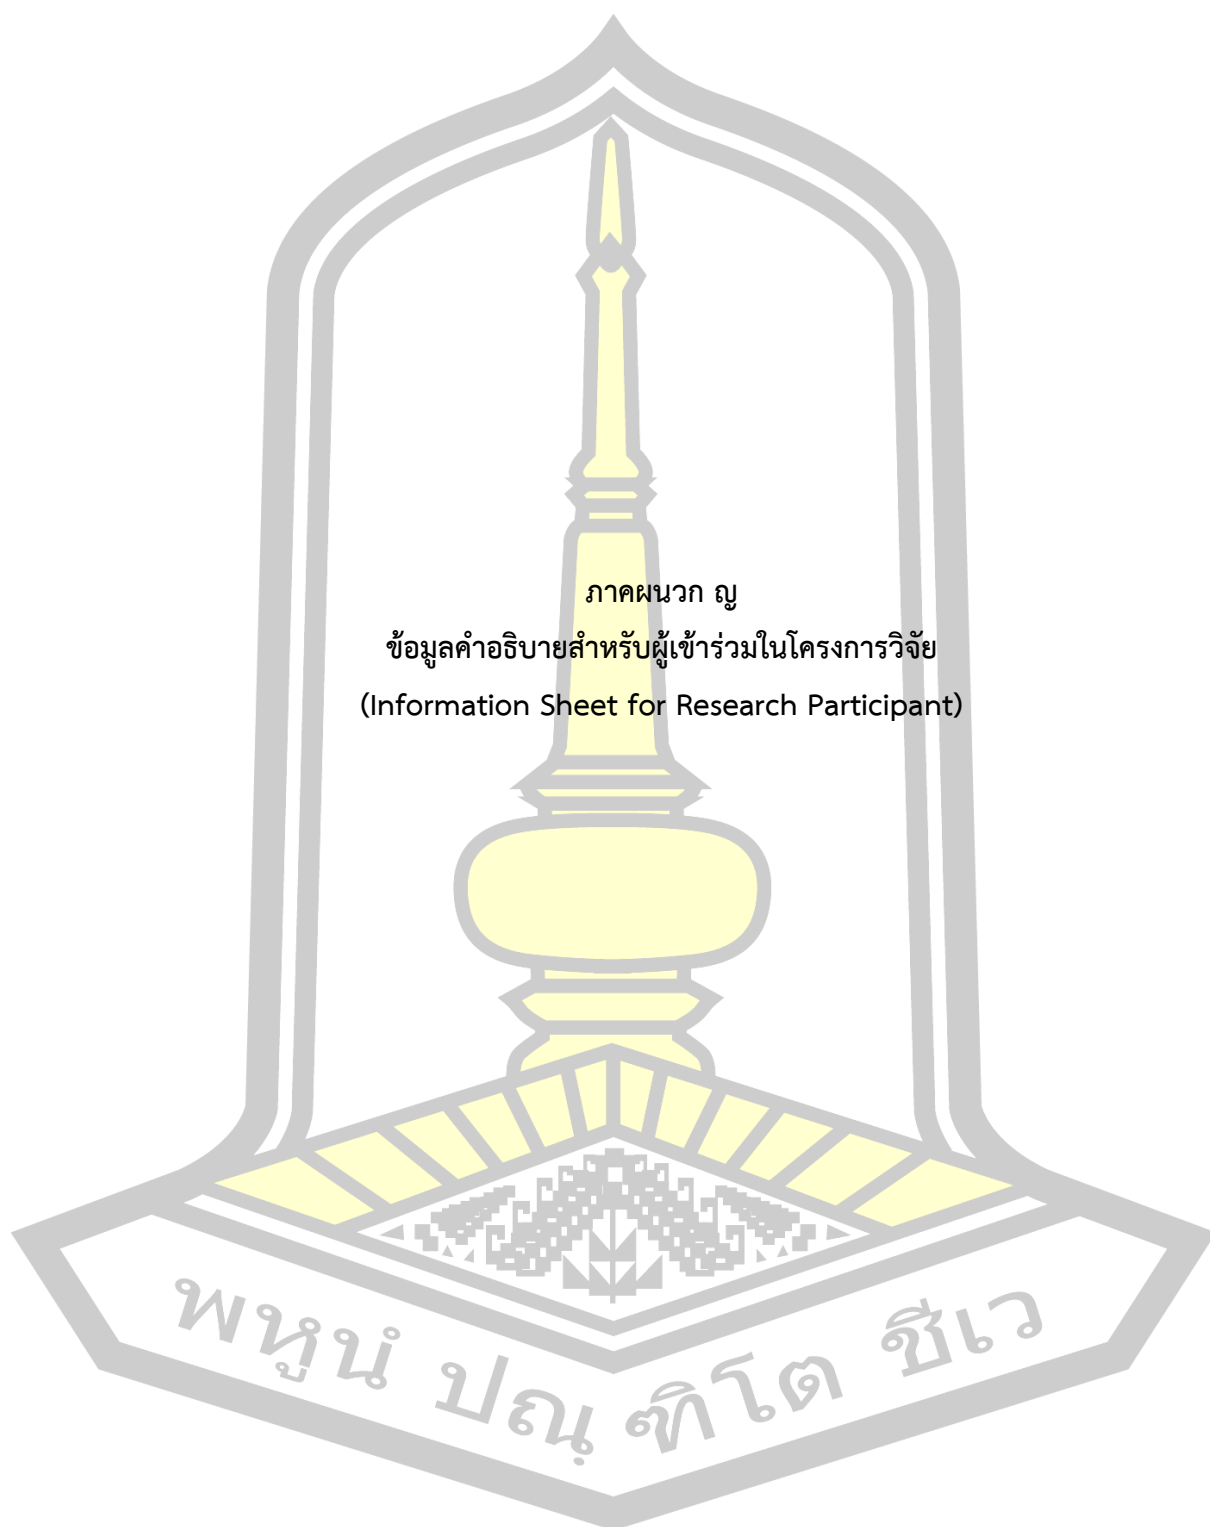 ภาคผนวก ญ
ข้อมูลคำอธิบายสำหรับผู้เข้าร่วมในโครงการวิจัย
(Information Sheet for Research Participant)
พหูนํ ปณฺฑิโต ชีเว